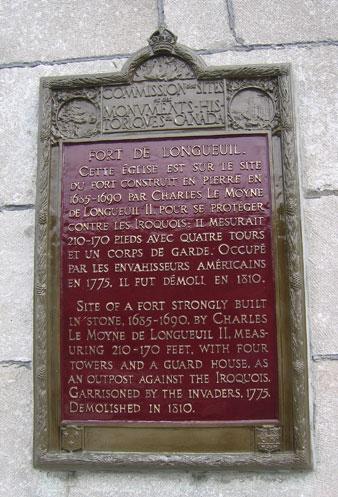 COMMISSION DES SITES
ET DES
MONUMENTS HIS-
TORIQUES CANADA
FORT DE LONGUEUIL.
CETTE ÉGLISE EST SUR LE SITE
DU FORT CONSTRUIT EN PIERRE EN
1685-1690 PAR CHARLES LE MOYNE
DE LONGUEUIL II, POUR SE PROTÉGER
CONTRE LES IROQUOIS; IL MESURAIT
210-170 PIEDS AVEC QUATRE TOURS
ET UN CORPS DE GARDE. OCCUPÉ
PAR LES ENVAHISSEURS AMÉRICAINS
EN 1775. IL FUT DÉMOLI EN 1810.
SITE OF A FORT STRONGLY BUILT
IN STONE, 1685-1690, BY CHARLES
LE MOYNE DE LONGUEUIL II, MEAS-
URING 210-170 FEET, WITH FOUR
TOWERS AND A GUARD HOUSE, AS
AN OUTPOST AGAINST THE IROQUOIS.
GARRISONED BY THE INVADERS, 1775.
DEMOLISHED IN 1810.